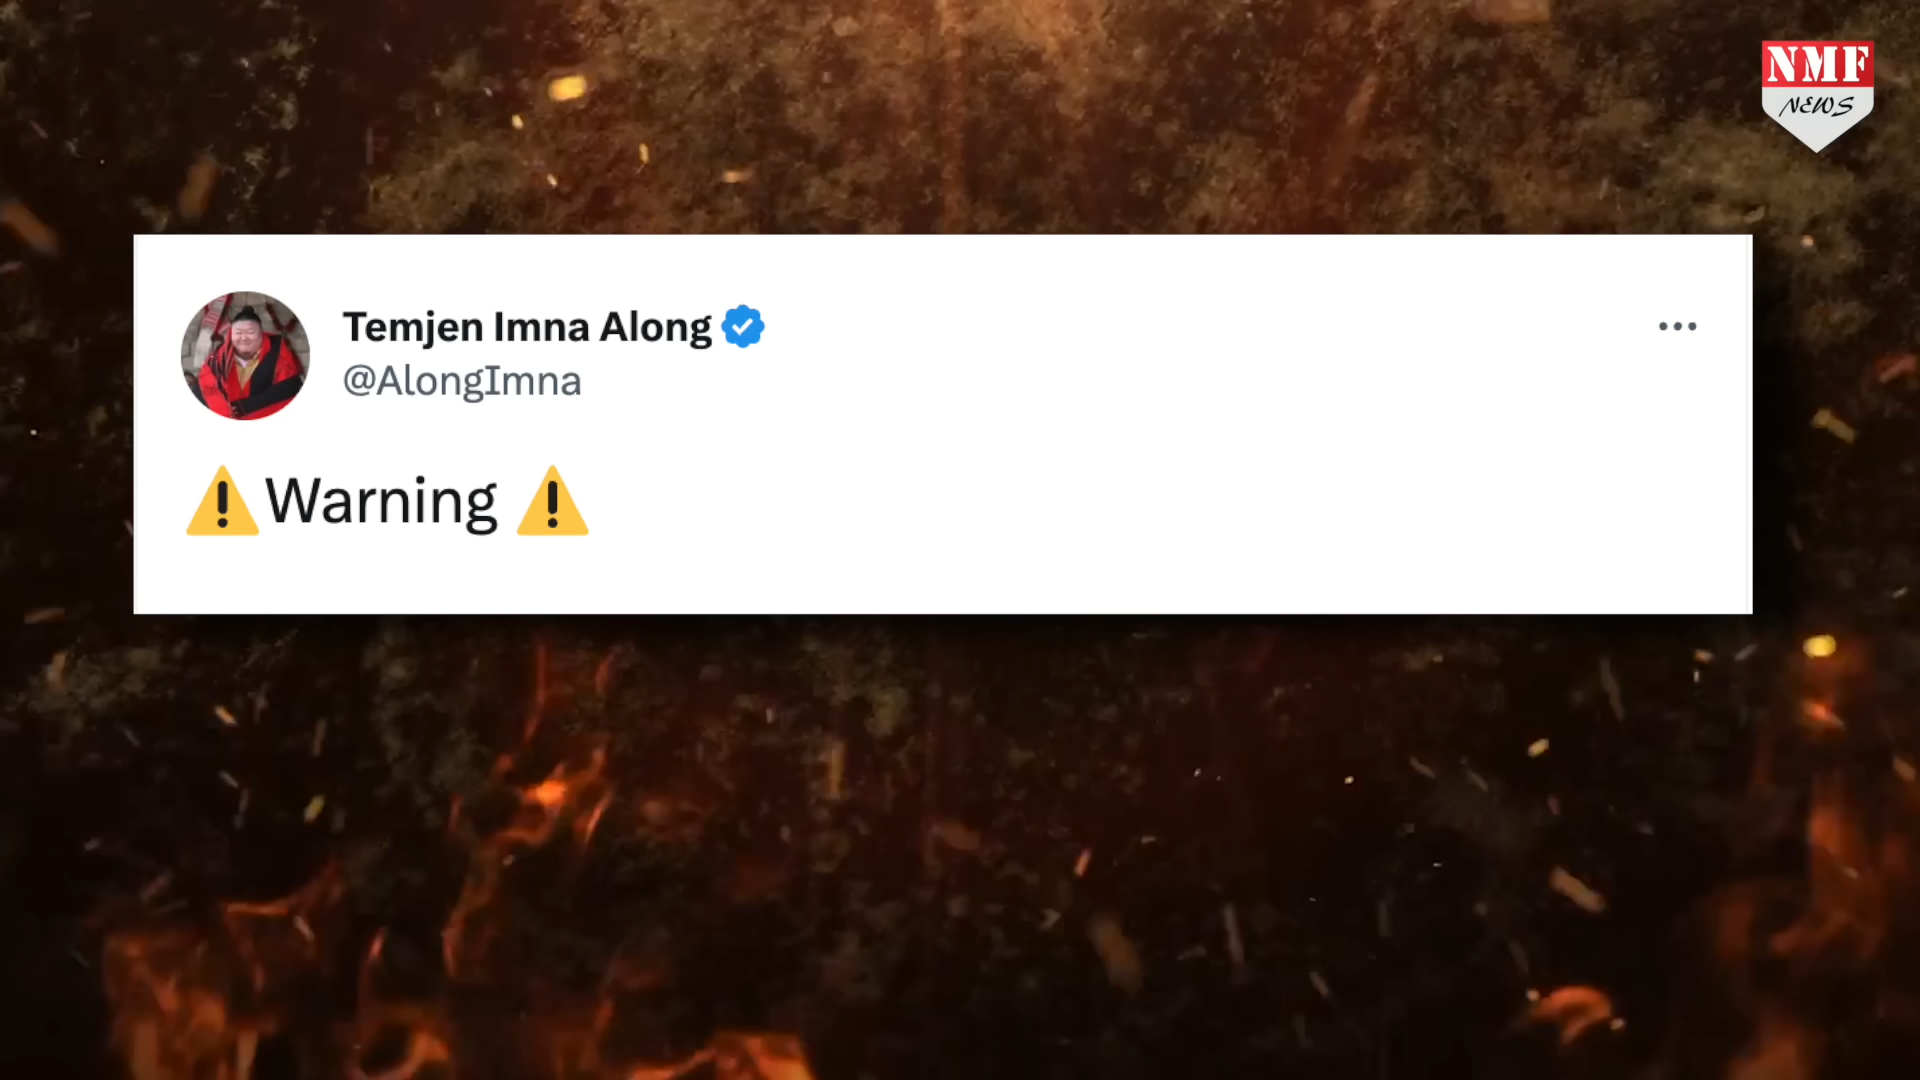 NMF
NEWS
Temjen Imna Along
@AlongImna
⚠️Warning ⚠️